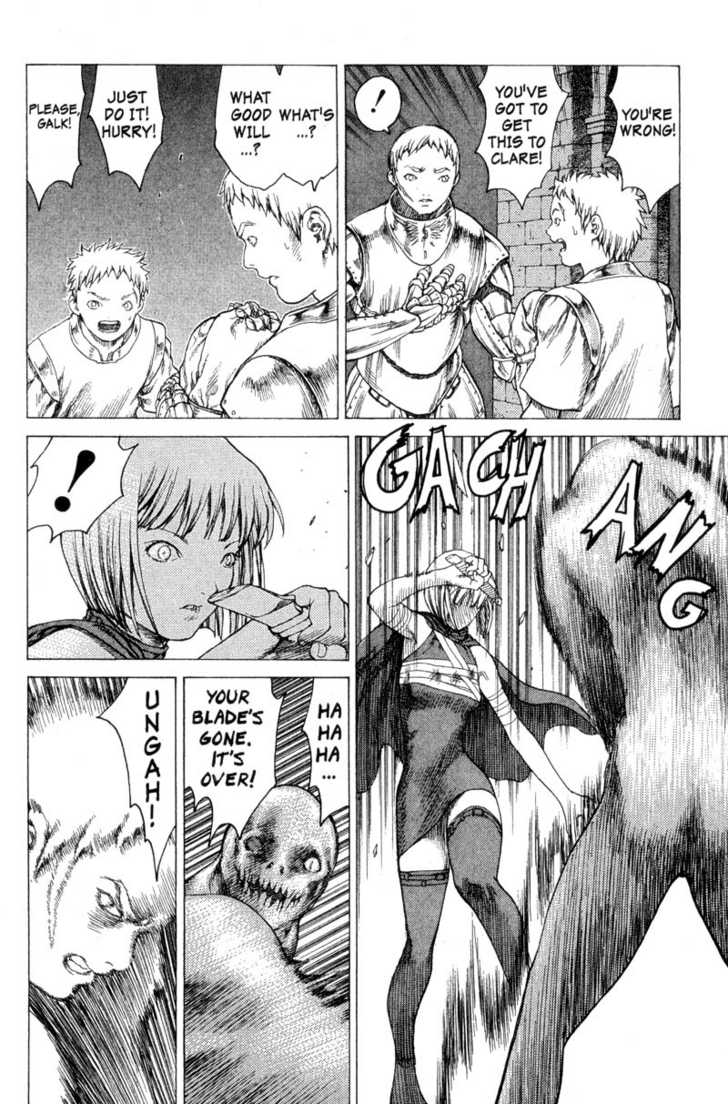 YOU'RE
WRONG!
YOU'VE
GOT TO
GET
THIS TO
CLARE!
!
WHAT'S
...?
WHAT
GOOD
WILL
...?
JUST
DO IT!
HURRY!
PLEASE,
GALK!
GACHANG
!
HA
HA
HA
...
YOUR
BLADE'S
GONE.
IT'S
OVER!
UNGAH!